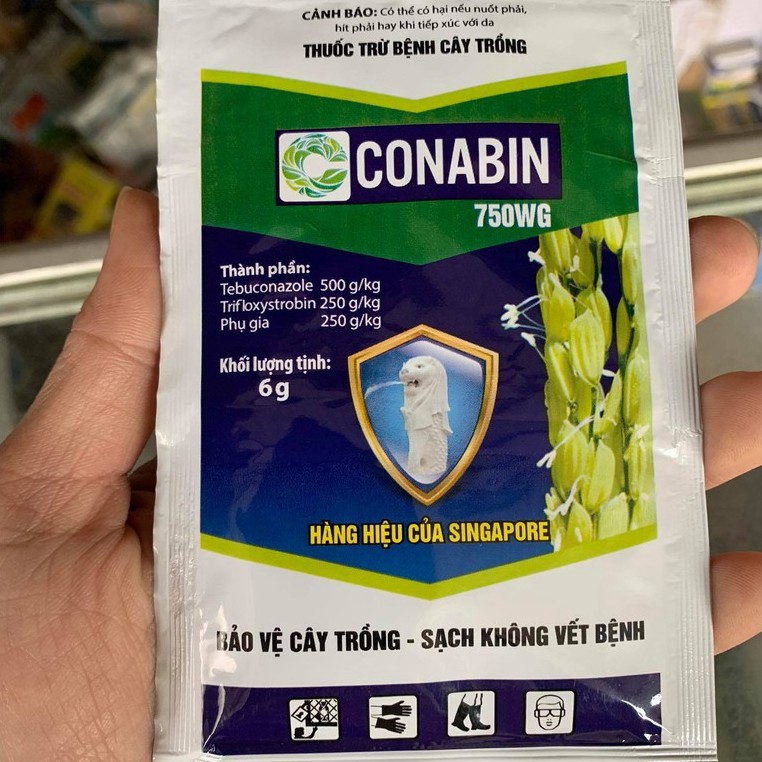 CẢNH BÁO: Có thể có hại nếu nuốt phải,
hít phải hay khi tiếp xúc với da
THUỐC TRỪ BỆNH CÂY TRỒNG
CONABIN
750WG
Thành phần:
Tebuconazole 500 g/kg
Trifloxystrobin 250 g/kg
Phụ gia 250 g/kg
Khối lượng tịnh:
6g
HÀNG HIỆU CỦA SINGAPORE
BẢO VỆ CÂY TRỒNG - SẠCH KHÔNG VẾT BỆNH